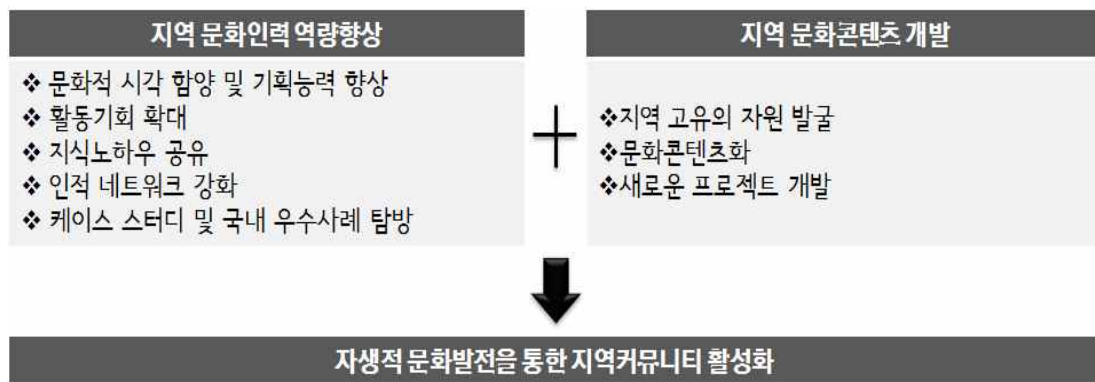 지역 문화인력 역량향상
❖ 문화적 시각 함양 및 기획능력 향상
❖ 활동기회 확대
❖ 지식노하우 공유
❖ 인적 네트워크 강화
❖ 케이스 스터디 및 국내 우수사례 탐방
지역 문화콘텐츠 개발
❖지역 고유의 자원 발굴
❖문화콘텐츠화
❖새로운 프로젝트 개발
자생적 문화발전을 통한 지역커뮤니티 활성화